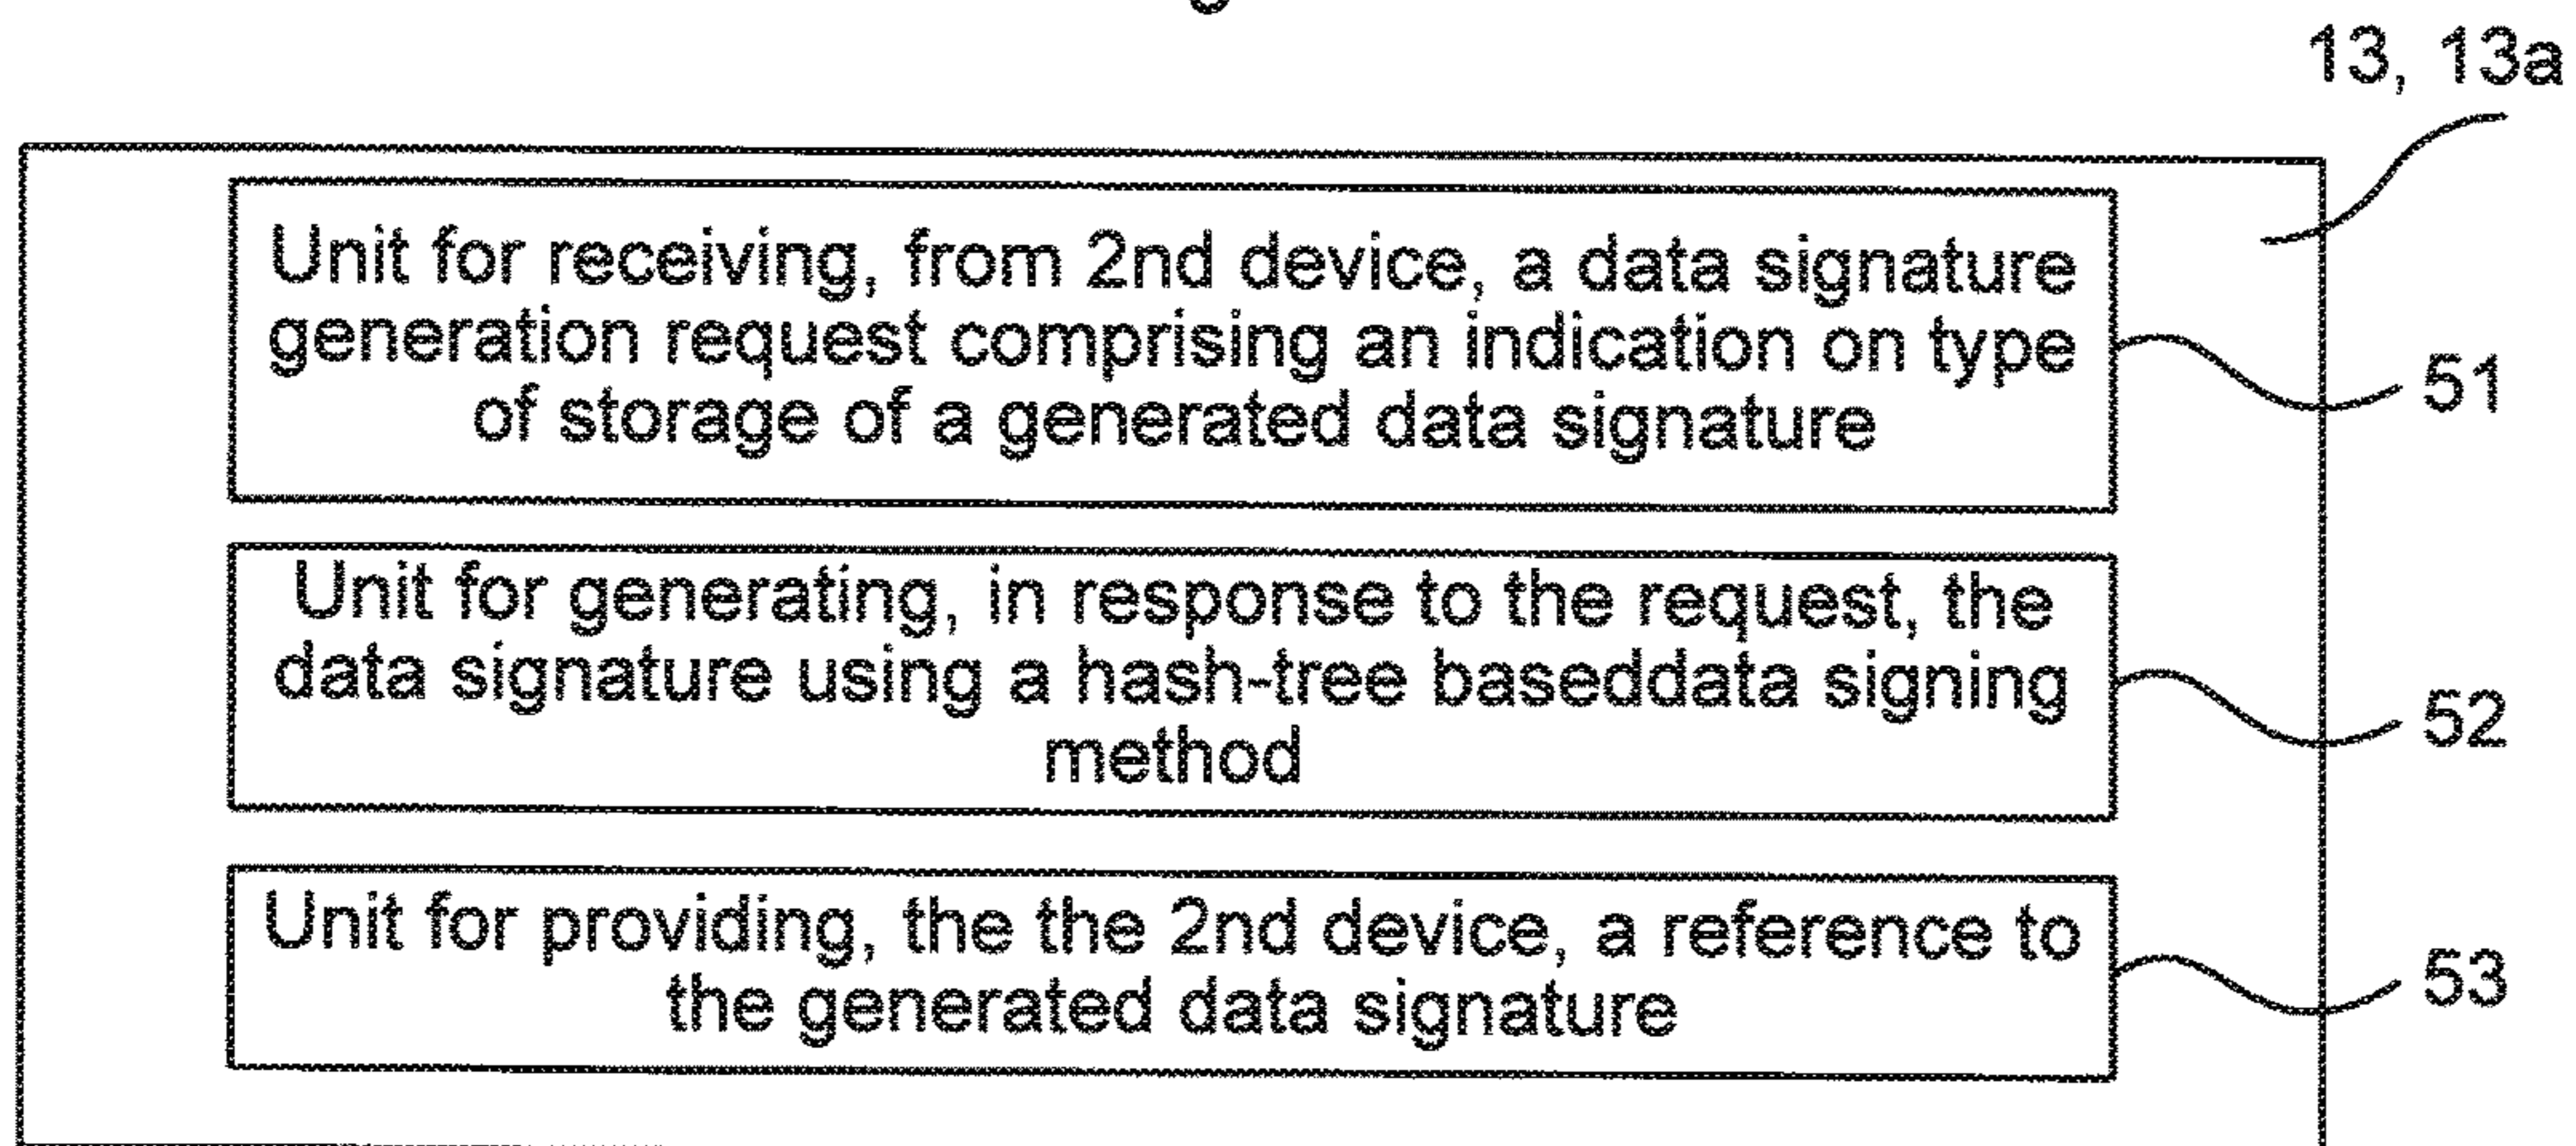 13, 13a
Unit for receiving, from 2nd device, a data signature
generation request comprising an indication on type
of storage of a generated data signature
51
Unit for generating, in response to the request, the
data signature using a hash-tree baseddata signing
method
52
Unit for providing, the the 2nd device, a reference to
the generated data signature
53